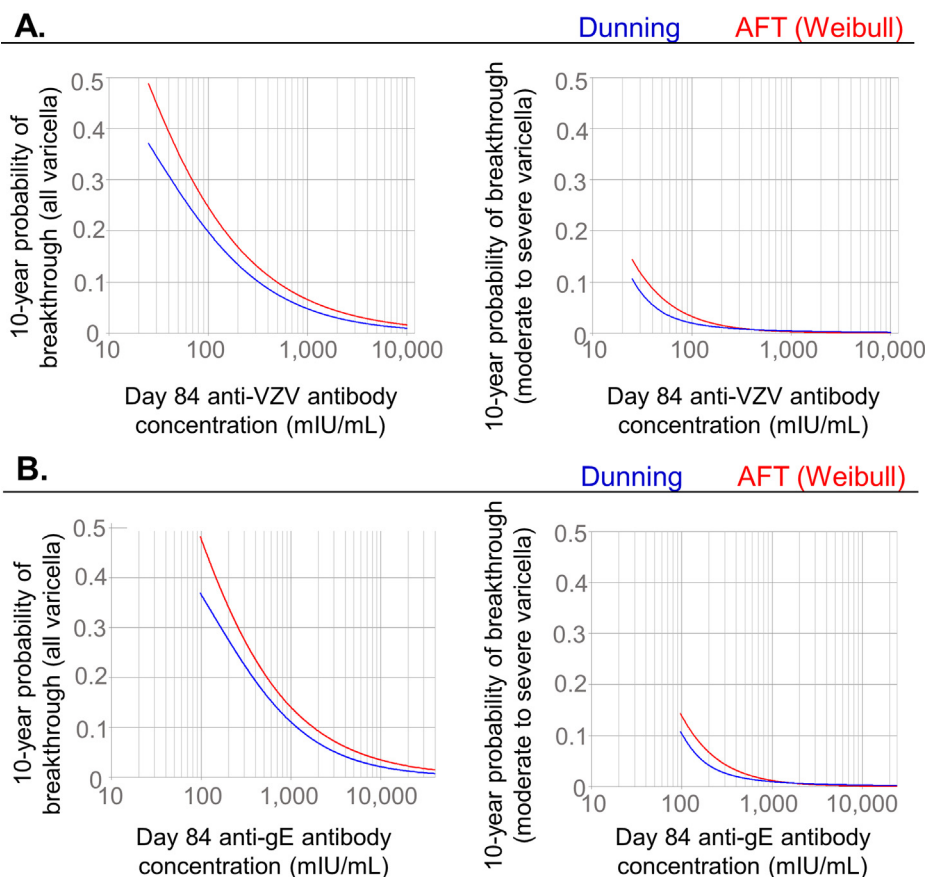 A.
Dunning AFT (Weibull)
10-year probability of
breakthrough (all varicella)
0.5
0.4
0.3
0.2
0.1
0
10 100 1,000 10,000
Day 84 anti-VZV antibody
concentration (mIU/mL)
10-year probability of breakthrough
(moderate to severe varicella)
0.5
0.4
0.3
0.2
0.1
0
10 100 1,000 10,000
Day 84 anti-VZV antibody
concentration (mIU/mL)
B.
Dunning AFT (Weibull)
10-year probability of
breakthrough (all varicella)
0.5
0.4
0.3
0.2
0.1
0
10 100 1,000 10,000
Day 84 anti-gE antibody
concentration (mIU/mL)
10-year probability of breakthrough
(moderate to severe varicella)
0.5
0.4
0.3
0.2
0.1
0
10 100 1,000 10,000
Day 84 anti-gE antibody
concentration (mIU/mL)